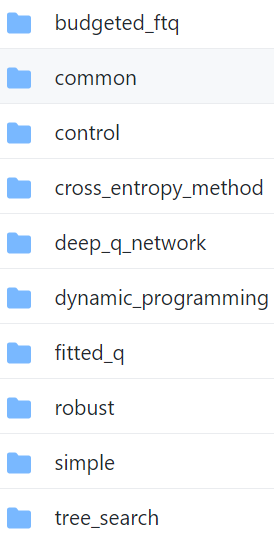 budgeted_ftq
common
control
cross_entropy_method
deep_q_network
dynamic_programming
fitted_q
robust
simple
tree_search